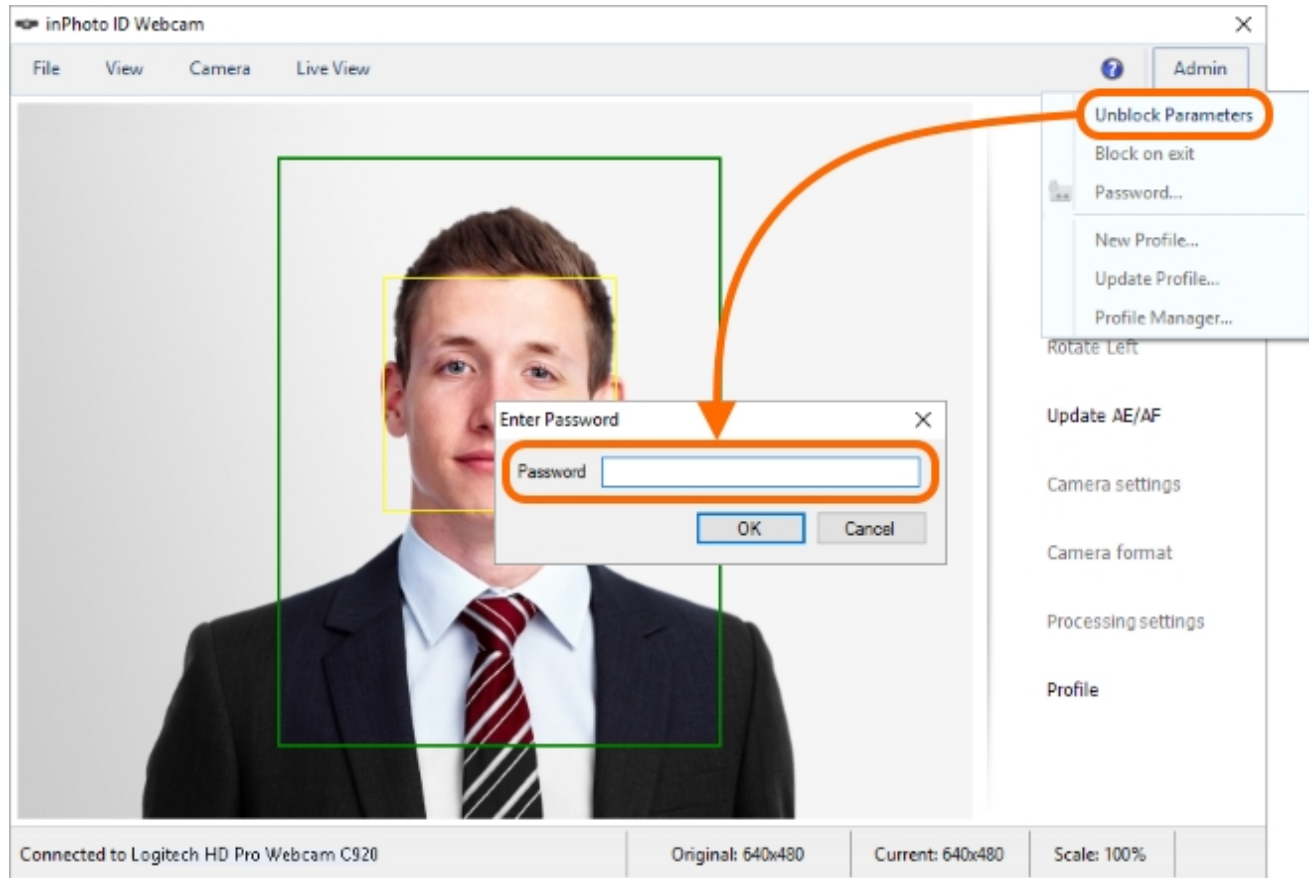 inPhoto ID Webcam
File View Camera Live View ? Admin
Unblock Parameters
Block on exit
Password...
New Profile...
Update Profile...
Profile Manager...
Rotate Left
Enter Password
Password
OK Cancel
Update AE/AF
Camera settings
Camera format
Processing settings
Profile
Connected to Logitech HD Pro Webcam C920 Original: 640x480 Current: 640x480 Scale: 100%